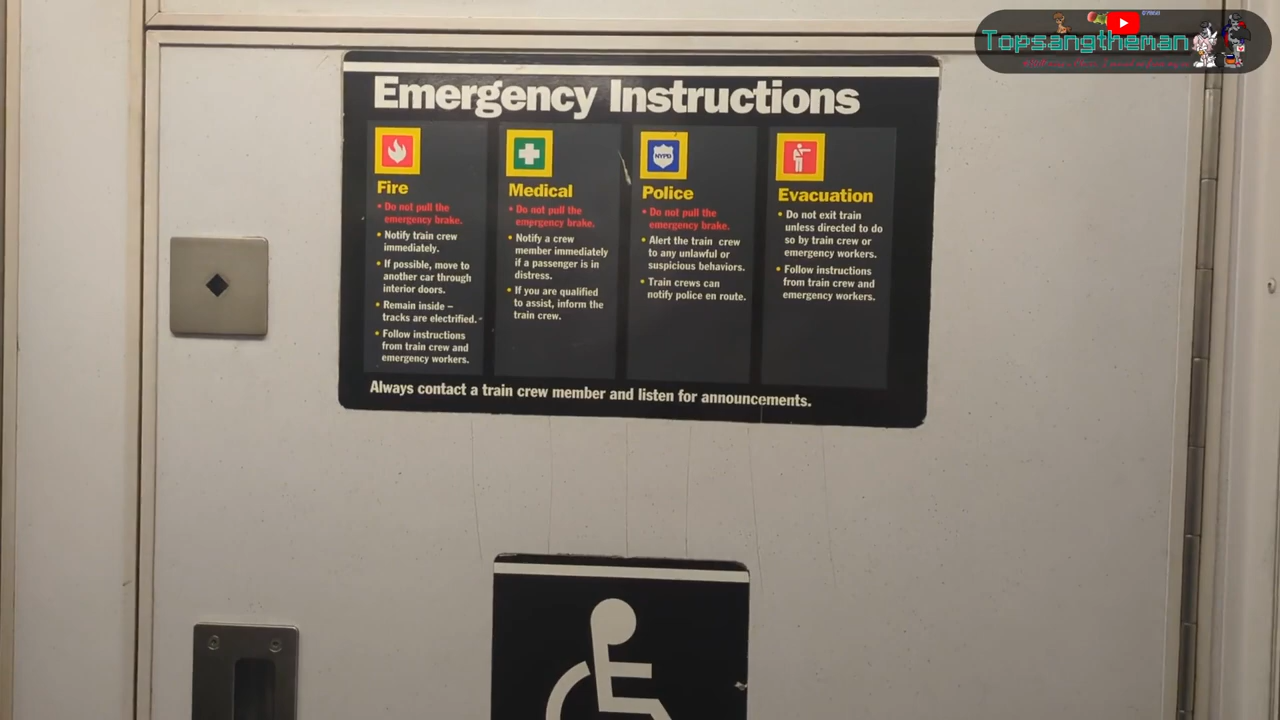 Topsangtheman
Emergency Instructions
Fire
• Do not pull the
emergency brake.
• Notify train crew
immediately.
• If possible, move to
another car through
interior doors.
• Remain inside –
tracks are electrified.
• Follow instructions
from train crew and
emergency workers.
Medical
• Do not pull the
emergency brake.
• Notify a crew
member immediately
if a passenger is in
distress.
• If you are qualified
to assist, inform the
train crew.
NYPD
Police
• Do not pull the
emergency brake.
• Alert the train crew
to any unlawful or
suspicious behaviors.
• Train crews can
notify police en route.
Evacuation
• Do not exit train
unless directed to do
so by train crew or
emergency workers.
• Follow instructions
from train crew and
emergency workers.
Always contact a train crew member and listen for announcements.